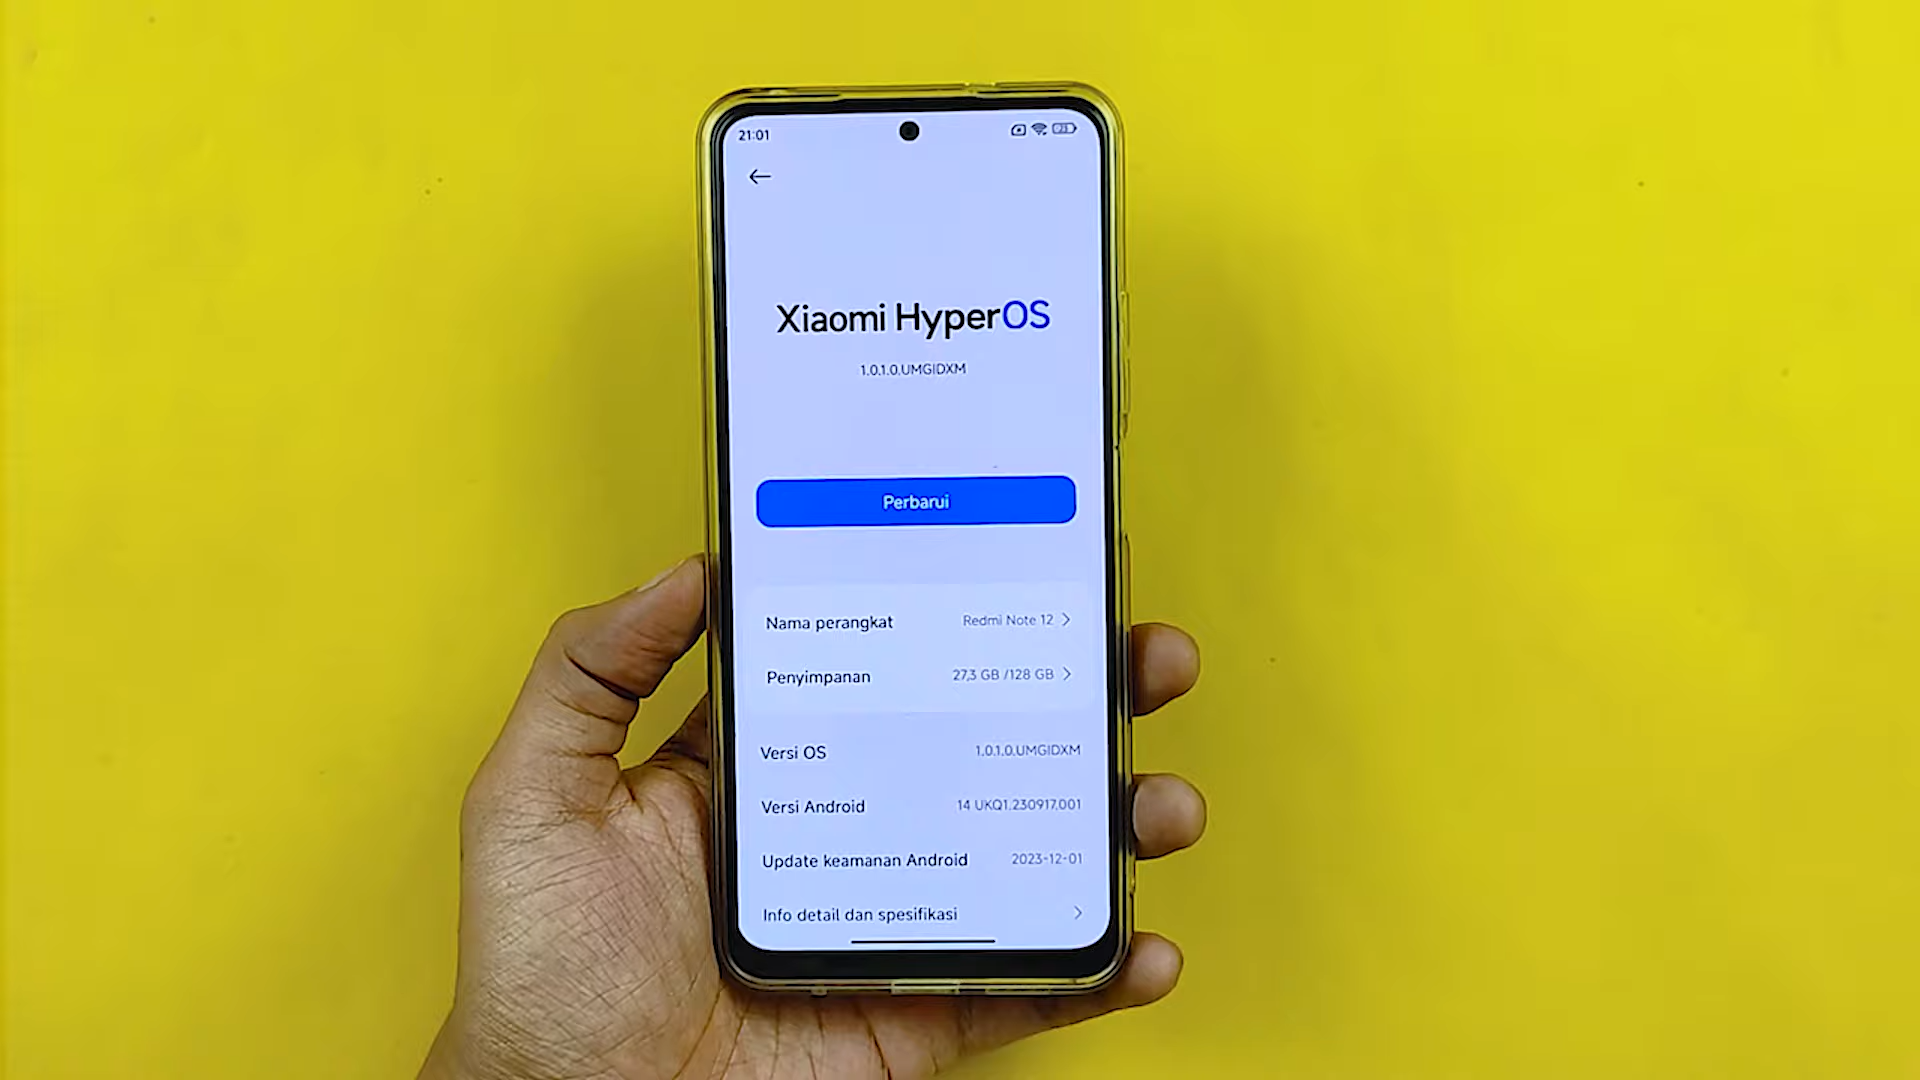 21:01
23
Xiaomi HyperOS
1.0.1.0.UMGIDXM
Perbarui
Nama perangkat Redmi Note 12
Penyimpanan 27,3 GB /128 GB
Versi OS 1.0.1.0.UMGIDXM
Versi Android 14 UKQ1.230917.001
Update keamanan Android 2023-12-01
Info detail dan spesifikasi